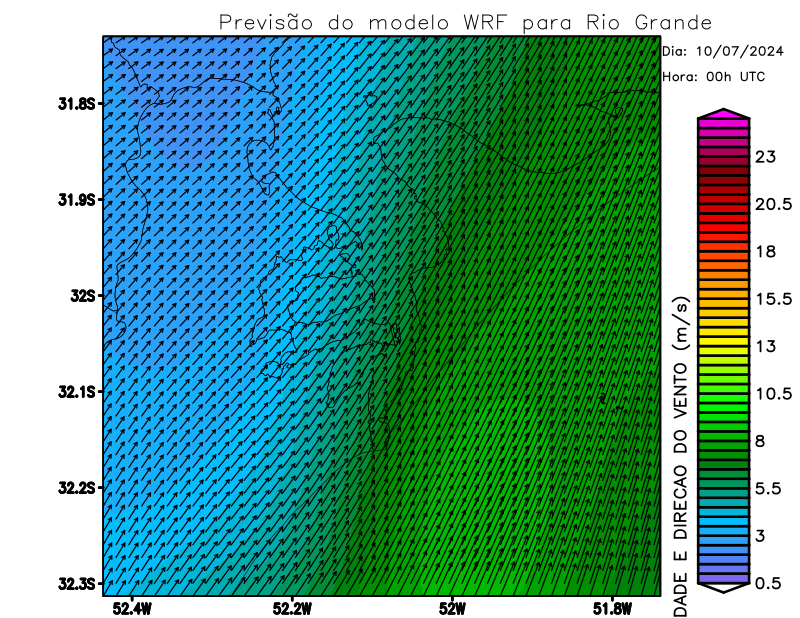 Previsão do modelo WRF para Rio Grande
Dia: 10/07/2024
Hora: 00h UTC
31.8S
31.9S
32S
32.1S
32.2S
32.3S
52.4W
52.2W
52W
51.8W
23
20.5
18
15.5
13
10.5
8
5.5
3
0.5
DADE E DIRECAO DO VENTO (m/s)